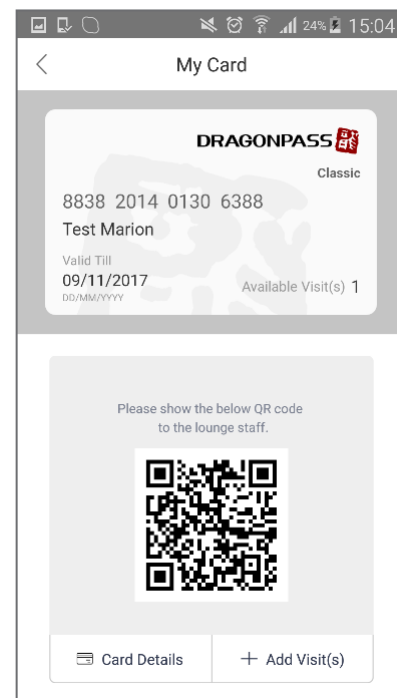 24% 15:04
My Card
DRAGONPASS
Classic
8838 2014 0130 6388
Test Marion
Valid Till
09/11/2017
DD/MM/YYYY
Available Visit(s) 1
Please show the below QR code
to the lounge staff.
Card Details
Add Visit(s)